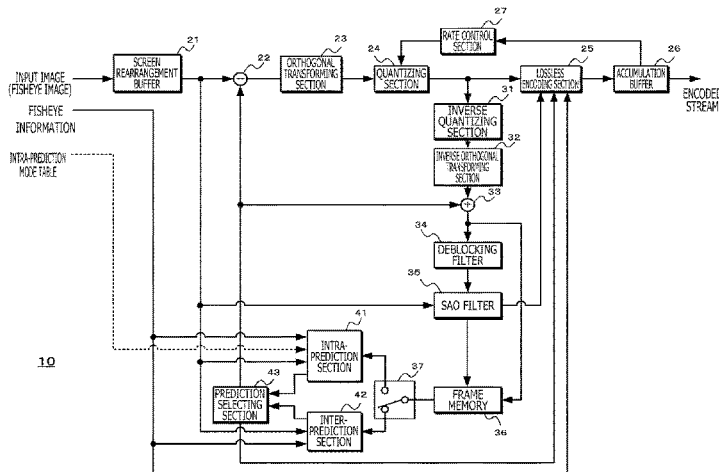 27
RATE CONTROL
SECTION
21
SCREEN
REARRANGEMENT
BUFFER
22
23
ORTHOGONAL
TRANSFORMING
SECTION
24
QUANTIZING
SECTION
25
LOSSLESS
ENCODING SECTION
26
ACCUMULATION
BUFFER
INPUT IMAGE
(FISHEYE IMAGE)
ENCODED
STREAM
FISHEYE
INFORMATION
31
INVERSE
QUANTIZING
SECTION
INTRA-PREDICTION
MODE TABLE
32
INVERSE ORTHOGONAL
TRANSFORMING
SECTION
33
34
DEBLOCKING
FILTER
35
SAO FILTER
10
41
INTRA-
PREDICTION
SECTION
37
43
PREDICTION
SELECTING
SECTION
42
INTER-
PREDICTION
SECTION
FRAME
MEMORY
36